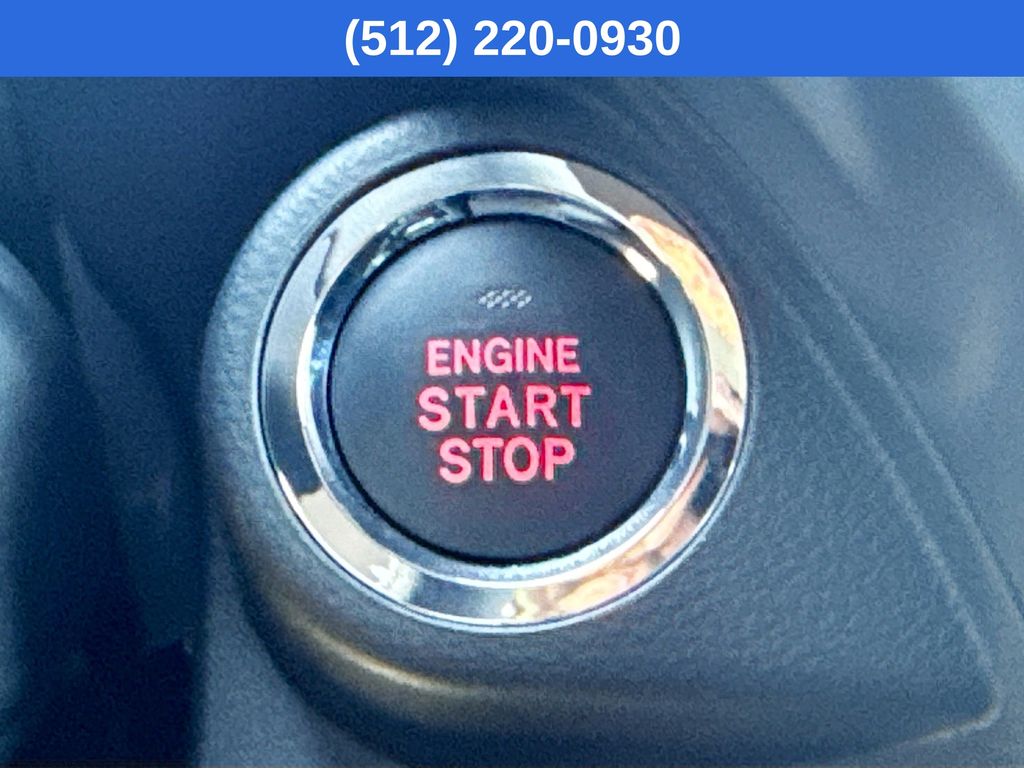 (512) 220-0930
ENGINE
START
STOP